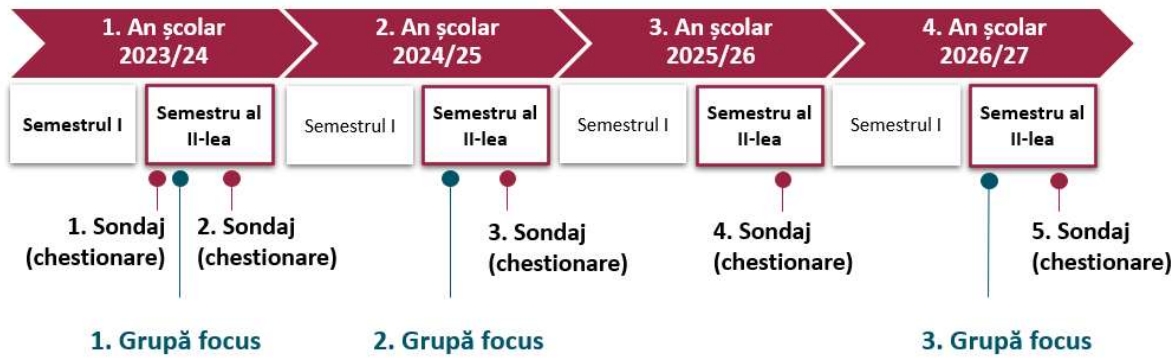 1. An școlar
2023/24
2. An școlar
2024/25
3. An școlar
2025/26
4. An școlar
2026/27
Semestrul I
Semestru al
II-lea
Semestrul I
Semestru al
II-lea
Semestrul I
Semestru al
II-lea
Semestrul I
Semestru al
II-lea
1. Sondaj
(chestionare)
2. Sondaj
(chestionare)
3. Sondaj
(chestionare)
4. Sondaj
(chestionare)
5. Sondaj
(chestionare)
1. Grupă focus
2. Grupă focus
3. Grupă focus